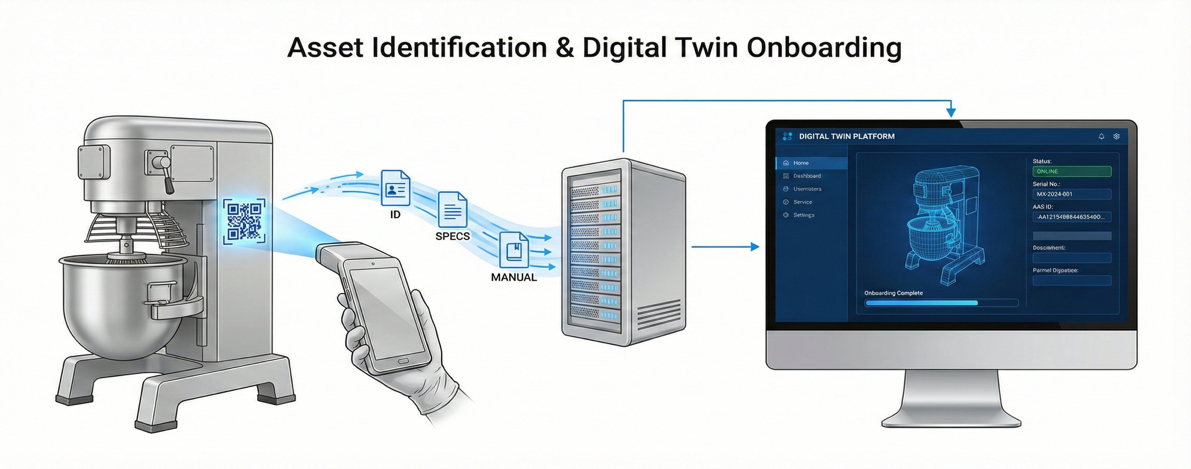 Asset Identification & Digital Twin Onboarding
ID
SPECS
MANUAL
DIGITAL TWIN PLATFORM
Home
Dashboard
Service
Settings
Status:
ONLINE
Serial No.:
MX-2024-001
AAS ID:
Onboarding Complete